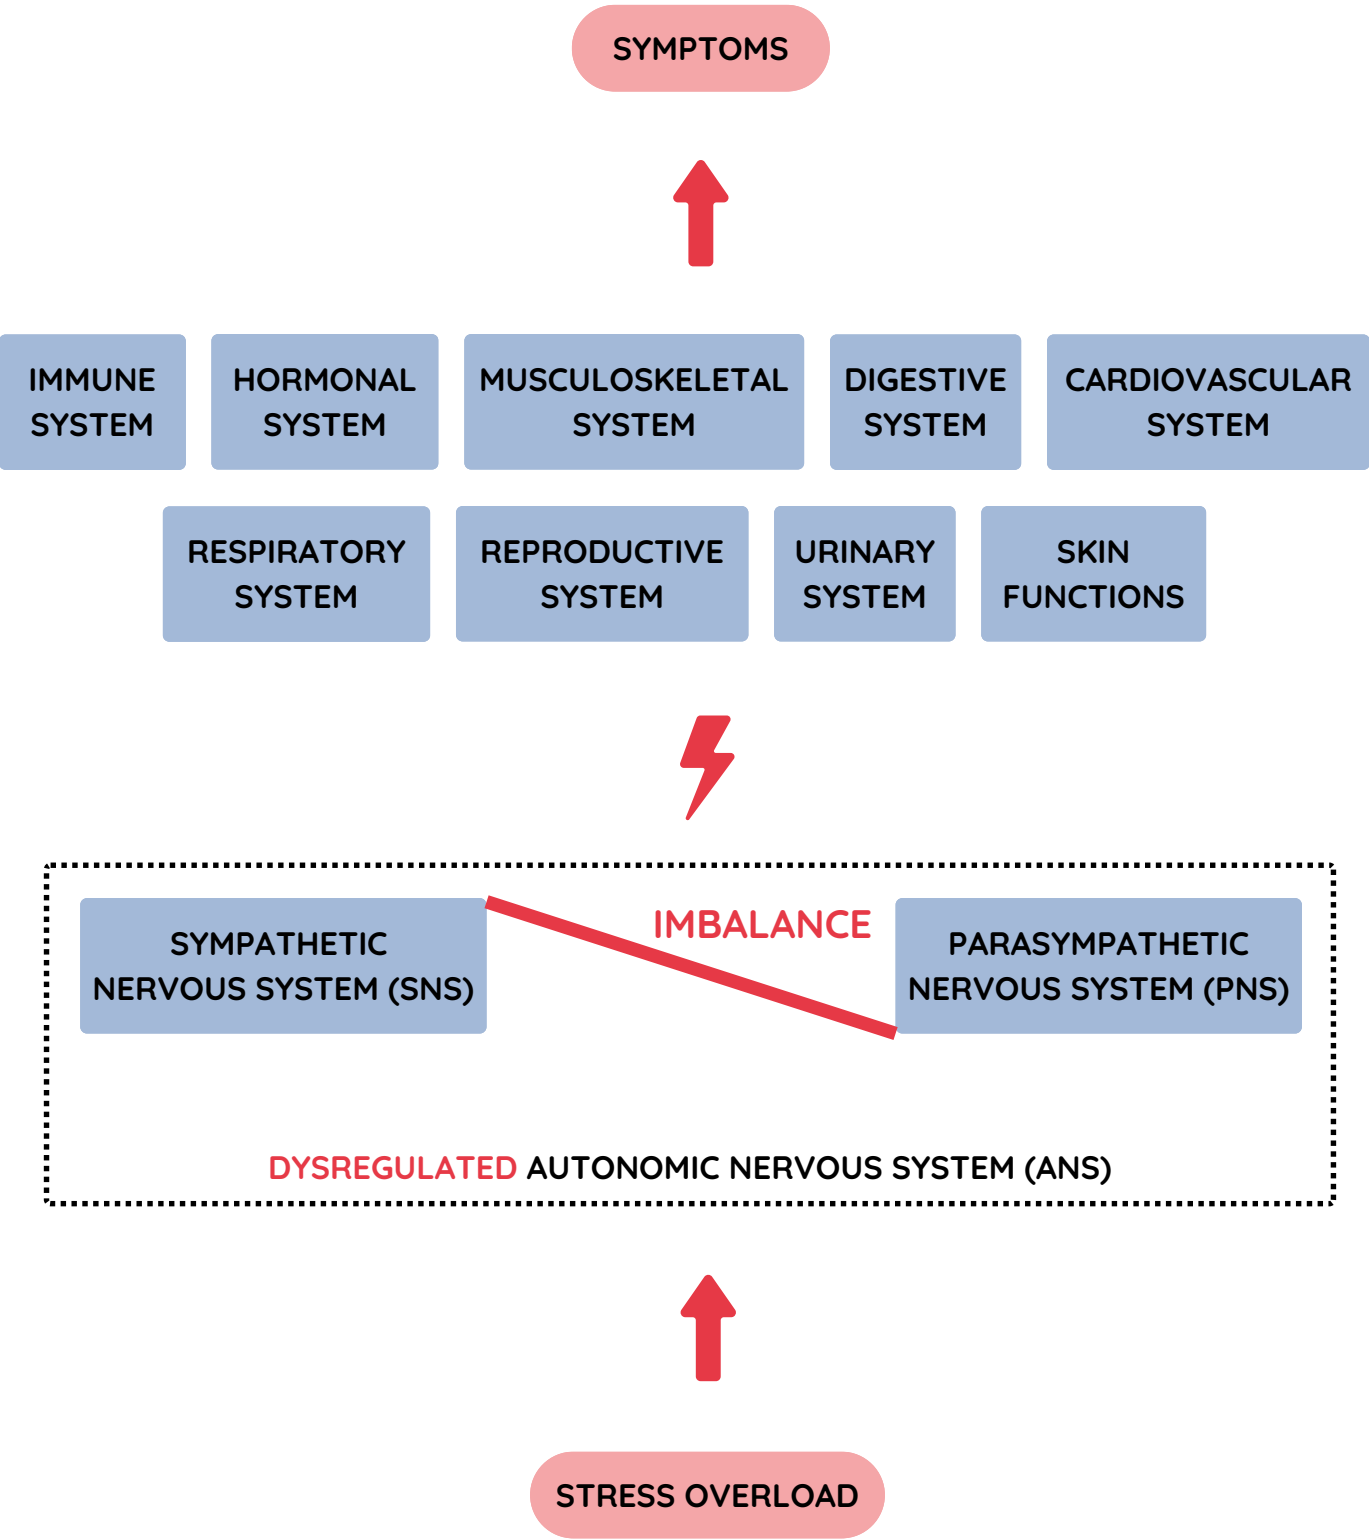 SYMPTOMS
IMMUNE
SYSTEM
HORMONAL
SYSTEM
MUSCULOSKELETAL
SYSTEM
DIGESTIVE
SYSTEM
CARDIOVASCULAR
SYSTEM
RESPIRATORY
SYSTEM
REPRODUCTIVE
SYSTEM
URINARY
SYSTEM
SKIN
FUNCTIONS
SYMPATHETIC
NERVOUS SYSTEM (SNS)
IMBALANCE
PARASYMPATHETIC
NERVOUS SYSTEM (PNS)
DYSREGULATED AUTONOMIC NERVOUS SYSTEM (ANS)
STRESS OVERLOAD